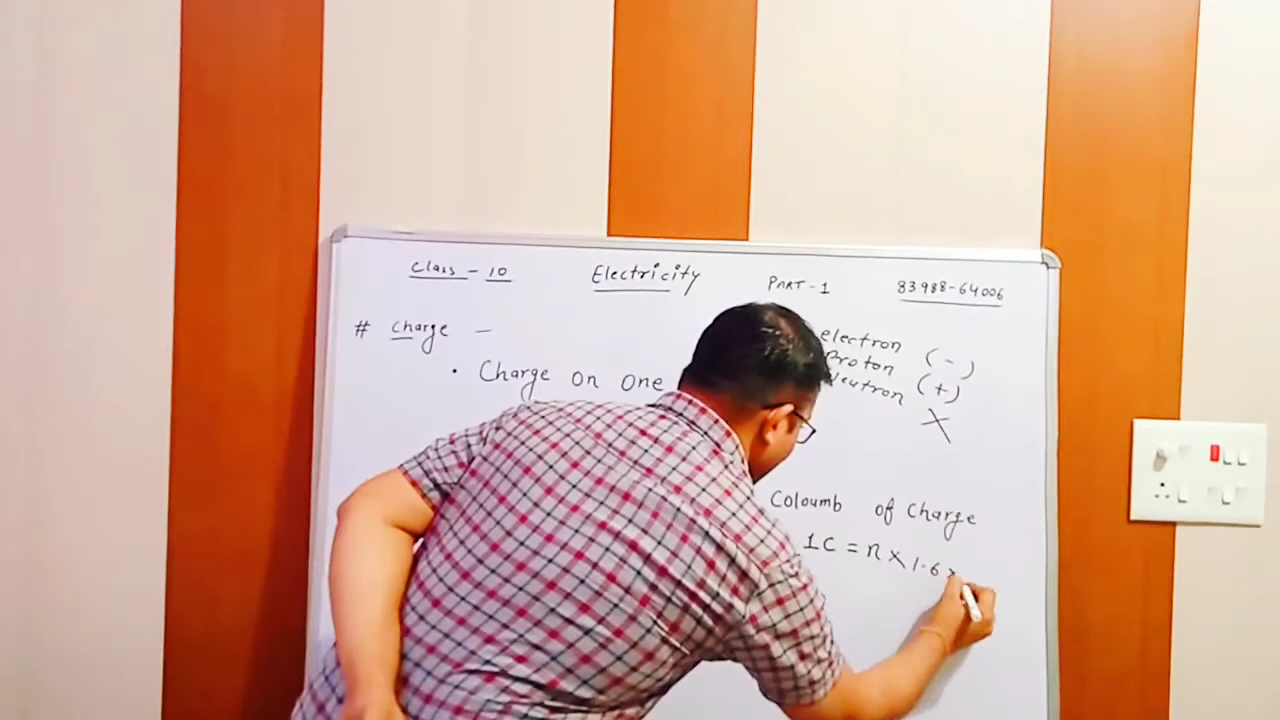 Class - 10 Electricity PART - 1 83988-64006
# Charge -
electron (-)
Proton (+)
Neutron X
• Charge on one
Coloumb of Charge
1C = n x 1.6 x